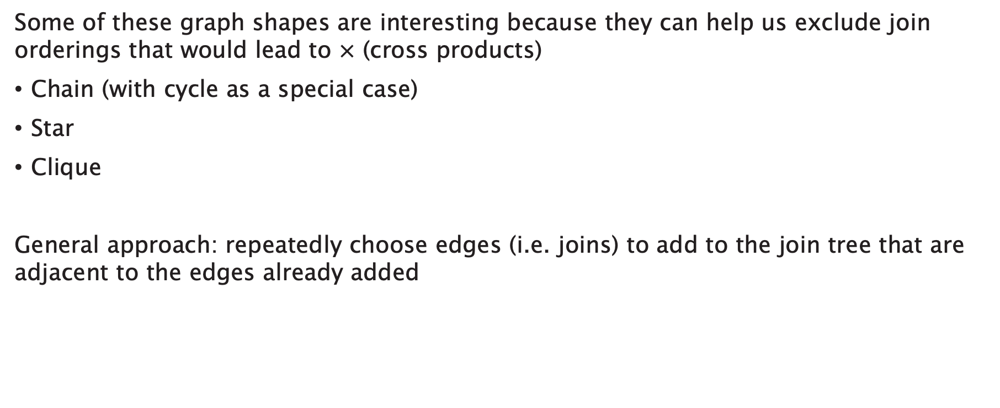 Some of these graph shapes are interesting because they can help us exclude join
orderings that would lead to × (cross products)
• Chain (with cycle as a special case)
• Star
• Clique
General approach: repeatedly choose edges (i.e. joins) to add to the join tree that are
adjacent to the edges already added